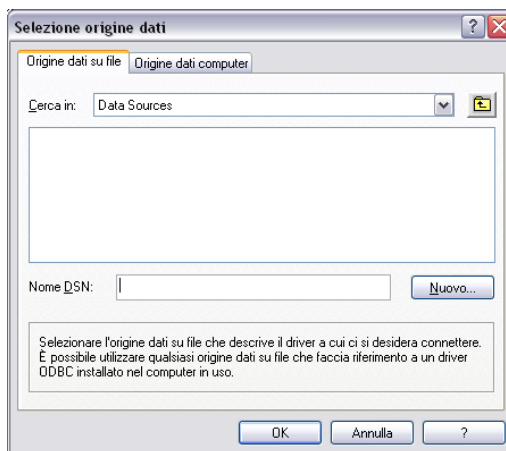 Selezione origine dati
?
Origine dati su file
Origine dati computer
Cerca in:
Data Sources
Nome DSN:
Nuovo...
Selezionare l'origine dati su file che descrive il driver a cui ci si desidera connettere.
È possibile utilizzare qualsiasi origine dati su file che faccia riferimento a un driver
ODBC installato nel computer in uso.
OK
Annulla
?